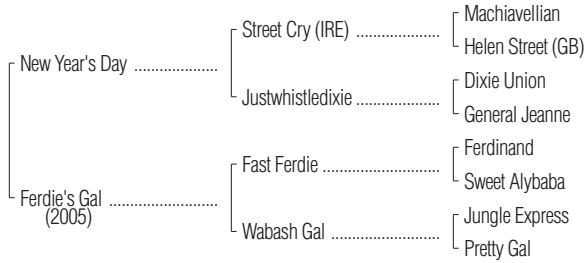 Machiavellian
Street Cry (IRE) ....................
Helen Street (GB)
New Year's Day ....................
Dixie Union
Justwhistledixie ....................
General Jeanne
Ferdinand
Fast Ferdie ....................
Sweet Alybaba
Ferdie's Gal ....................
(2005)
Jungle Express
Wabash Gal ....................
Pretty Gal